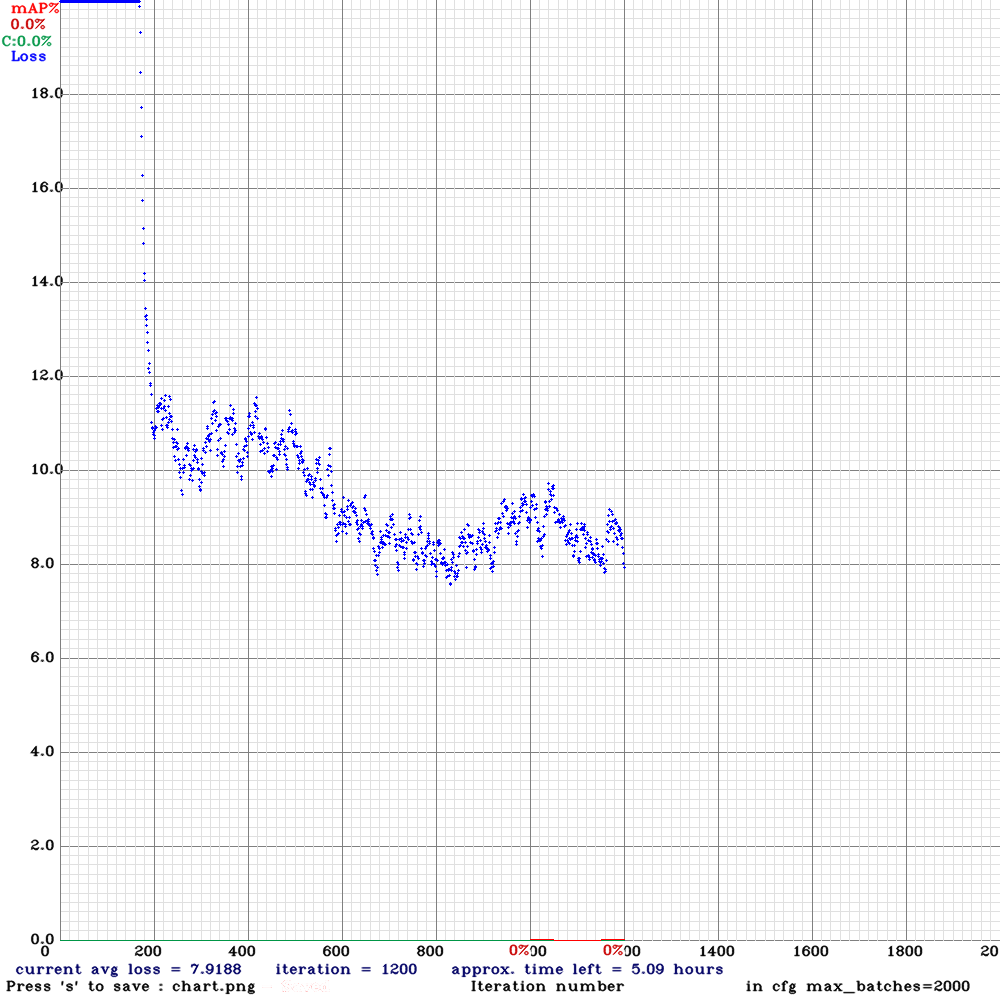 mAP%
0.0%
C:0.0%
Loss
18.0
16.0
14.0
12.0
10.0
8.0
6.0
4.0
2.0
0.0
0 200 400 600 800 0% 00 0% 00 1400 1600 1800 20
current avg loss = 7.9188 iteration = 1200 approx. time left = 5.09 hours
Press 's' to save : chart.png Iteration number in cfg max_batches=2000